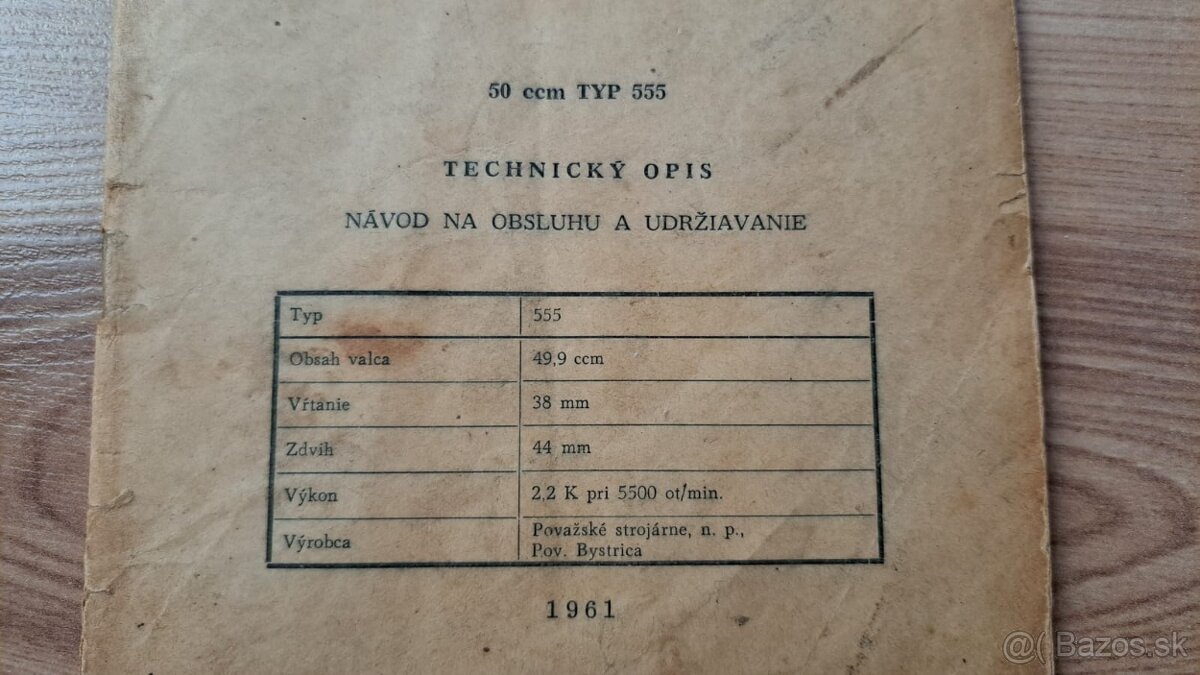 50 ccm TYP 555
TECHNICKÝ OPIS
NÁVOD NA OBSLUHU A UDRŽIAVANIE
Typ 555
Obsah valca 49,9 ccm
Vŕtanie 38 mm
Zdvih 44 mm
Výkon 2,2 K pri 5500 ot/min.
Výrobca Považské strojárne, n. p.,
Pov. Bystrica
1961
@( Bazos.sk